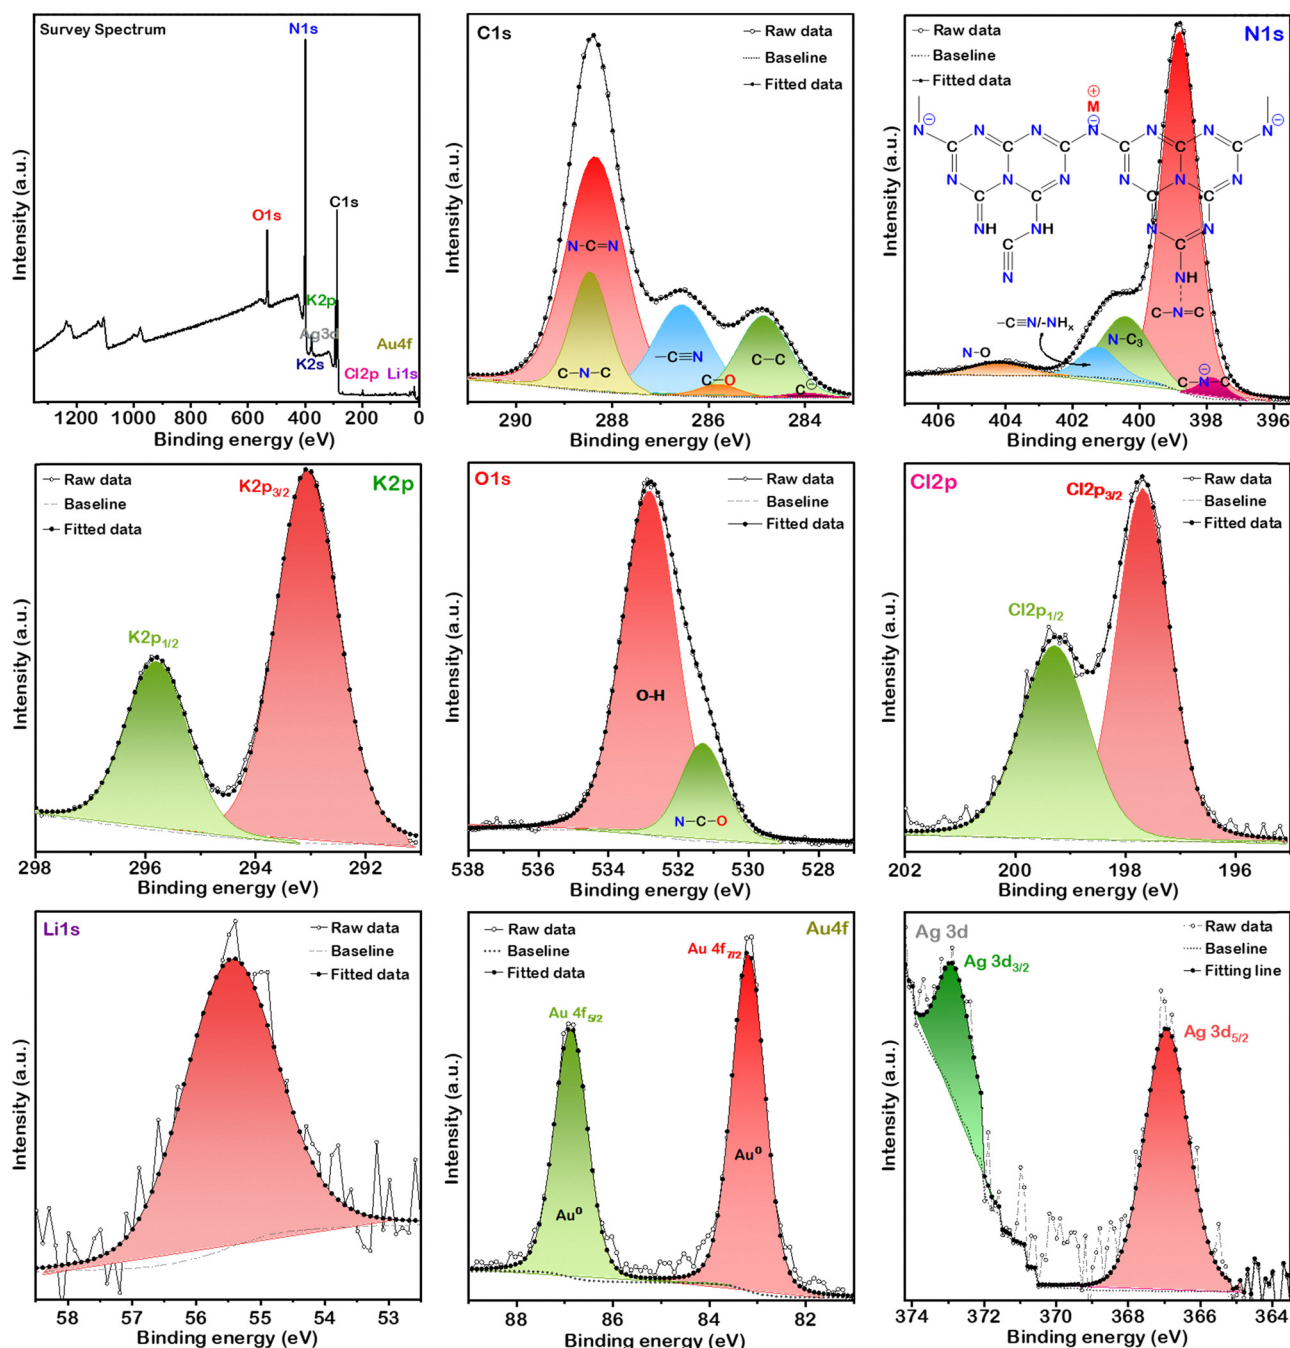 Survey Spectrum
N1s
O1s
C1s
K2p
Ag3d
K2s
Au4f
Cl2p
Li1s
Intensity (a.u.)
1200 1000 800 600 400 200 0
Binding energy (eV)
C1s
Raw data
Baseline
Fitted data
N-C=N
C-N-C
-C≡N
C-O
C-C
C⊖
Intensity (a.u.)
290 288 286 284
Binding energy (eV)
N1s
Raw data
Baseline
Fitted data
⊕
M
N⊖ N N N⊖ N N N⊖
C C C C C C
N N N N N N
C C C C
NH NH N N
C C
N NH
C-N=C
-C≡N/-NHₓ
N-C₃
N-O
C-N⊖-C
Intensity (a.u.)
406 404 402 400 398 396
Binding energy (eV)
K2p
Raw data
Baseline
Fitted data
K2p3/2
K2p1/2
Intensity (a.u.)
298 296 294 292
Binding energy (eV)
O1s
Raw data
Baseline
Fitted data
O-H
N-C-O
Intensity (a.u.)
538 536 534 532 530 528
Binding energy (eV)
Cl2p
Raw data
Baseline
Fitted data
Cl2p3/2
Cl2p1/2
Intensity (a.u.)
202 200 198 196
Binding energy (eV)
Li1s
Raw data
Baseline
Fitted data
Intensity (a.u.)
58 57 56 55 54 53
Binding energy (eV)
Au4f
Raw data
Baseline
Fitted data
Au 4f7/2
Au 4f5/2
Au⁰
Au⁰
Intensity (a.u.)
88 86 84 82
Binding energy (eV)
Ag 3d
Raw data
Baseline
Fitting line
Ag 3d3/2
Ag 3d5/2
Intensity (a.u.)
374 372 370 368 366 364
Binding energy (eV)